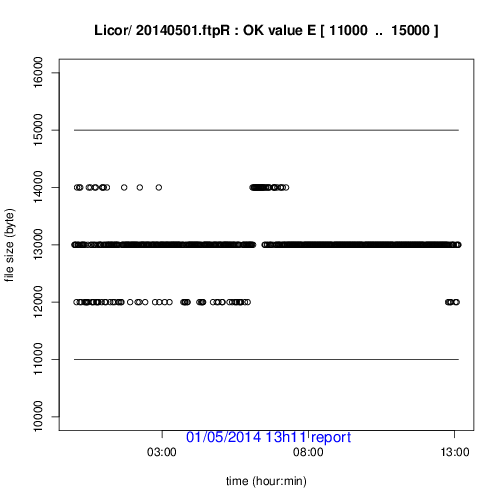 Licor/ 20140501.ftpR : OK value E [ 11000  ..  15000 ]
file size (byte)
16000
15000
14000
13000
12000
11000
10000
01/05/2014 13h11 report
03:00 08:00 13:00
time (hour:min)